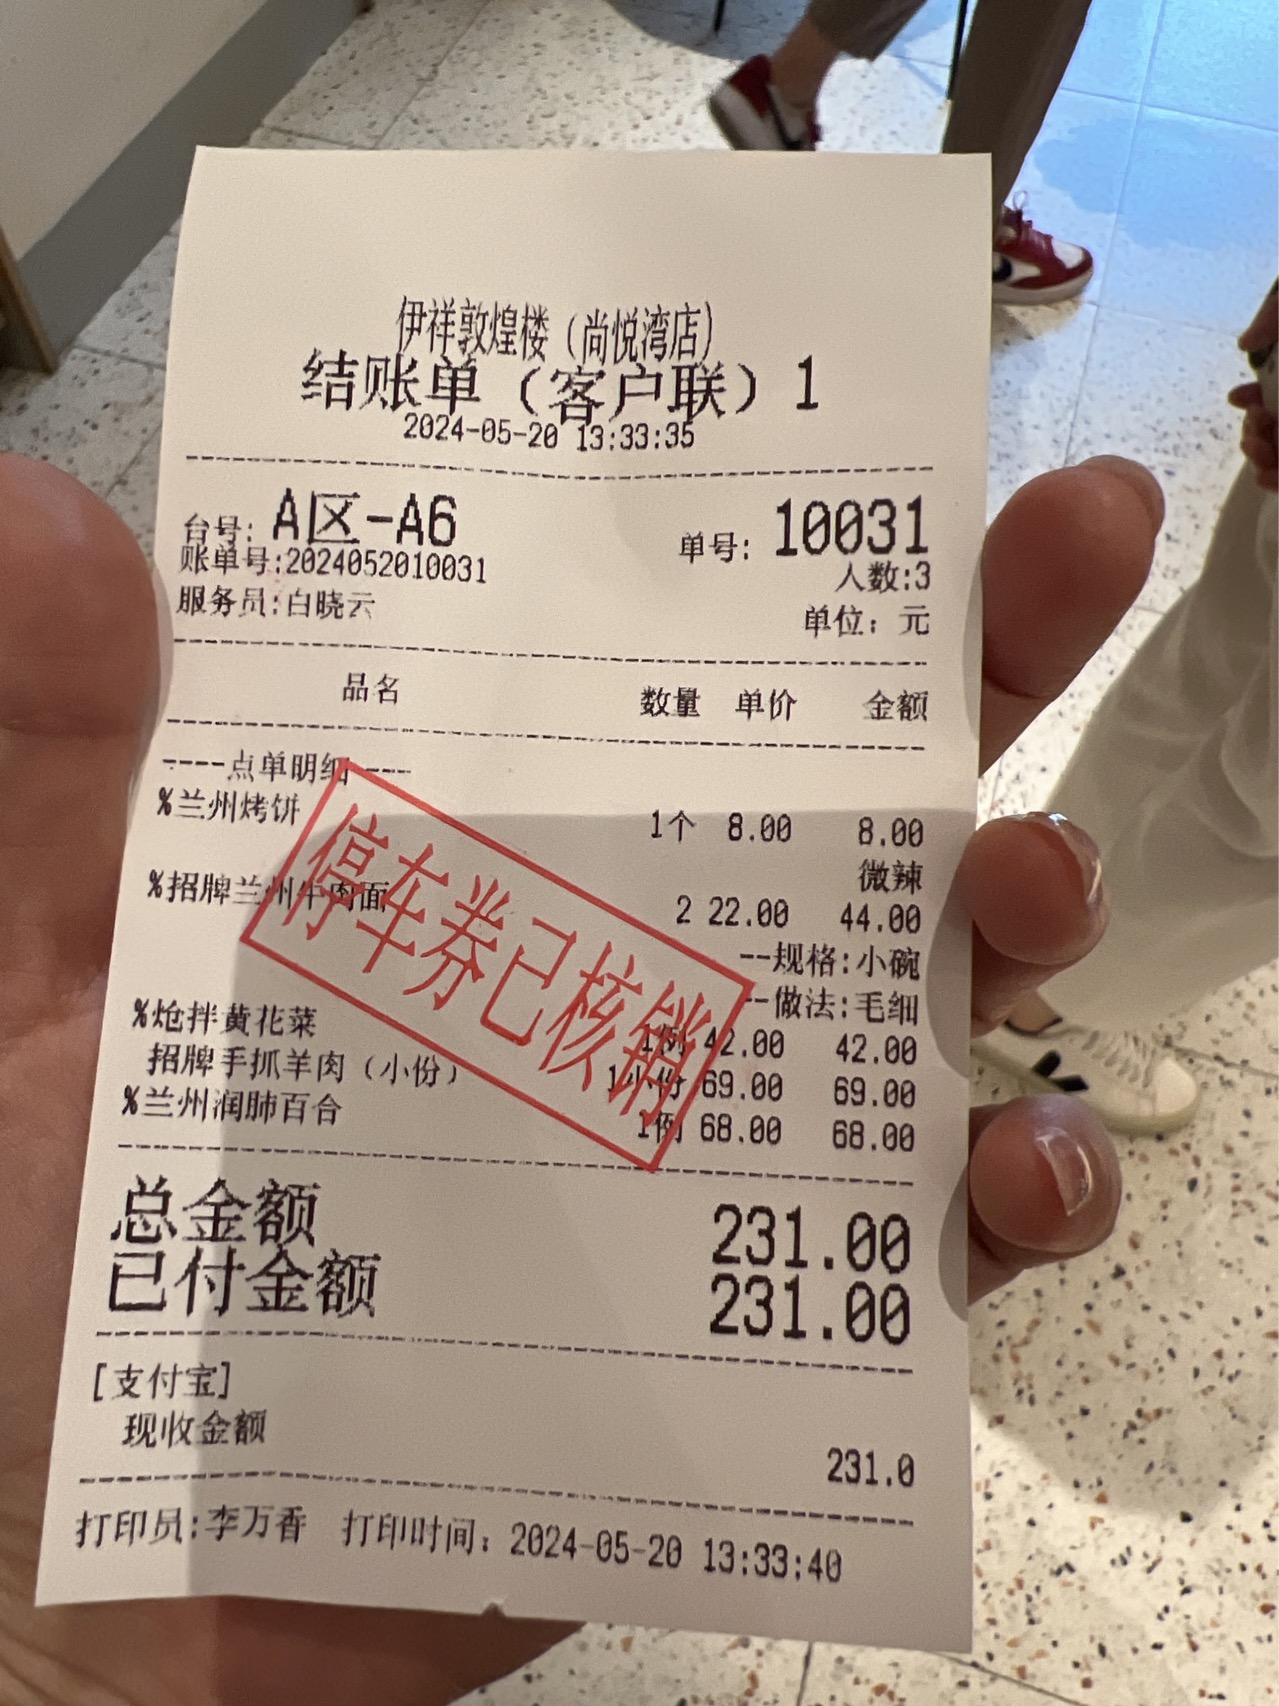 伊祥敦煌楼（尚悦湾店）
结账单（客户联）1
2024-05-20 13:33:35
台号: A区-A6 单号: 10031
账单号:2024052010031 人数:3
服务员:白晓云 单位: 元
品名 数量 单价 金额
----点单明细----
%兰州烤饼 1个 8.00 8.00
微辣
%招牌兰州牛肉面 2 22.00 44.00
--规格:小碗
--做法:毛细
%炝拌黄花菜 1例 42.00 42.00
招牌手抓羊肉（小份） 1小份 69.00 69.00
%兰州润肺百合 1例 68.00 68.00
停车券已核销
总金额 231.00
已付金额 231.00
[支付宝]
现收金额 231.0
打印员:李万香 打印时间: 2024-05-20 13:33:40